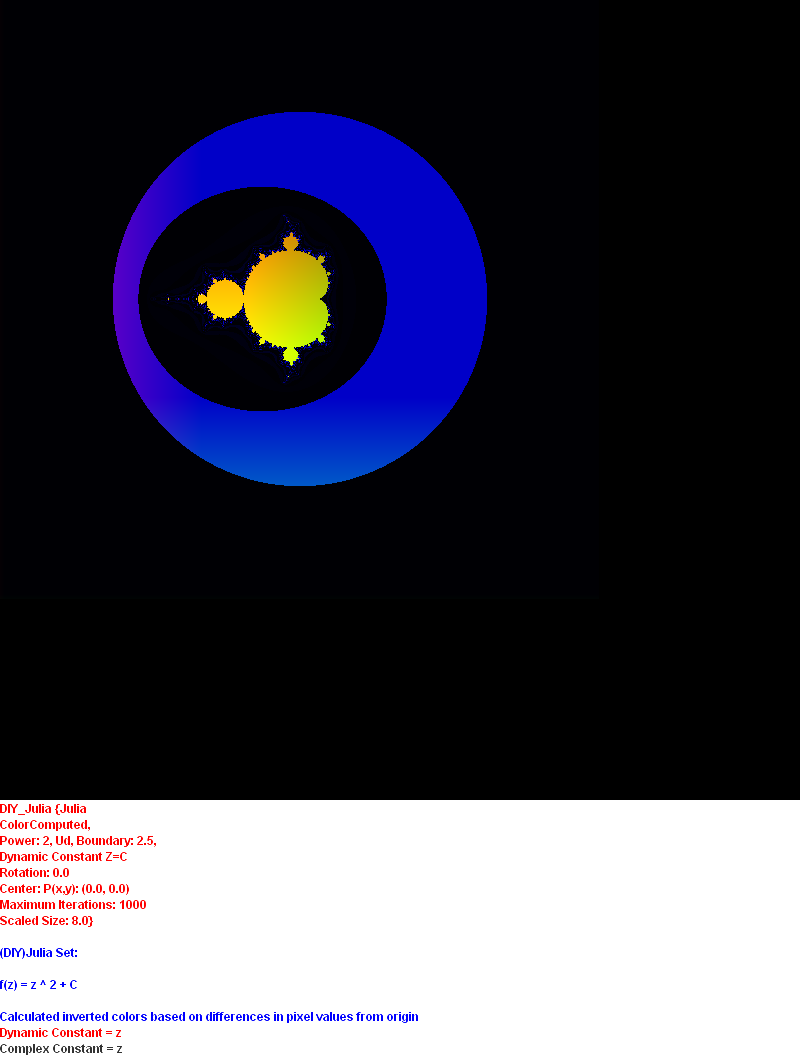 DIY_Julia {Julia
ColorComputed,
Power: 2, Ud, Boundary: 2.5,
Dynamic Constant Z=C
Rotation: 0.0
Center: P(x,y): (0.0, 0.0)
Maximum Iterations: 1000
Scaled Size: 8.0}
(DIY)Julia Set:
f(z) = z ^ 2 + C
Calculated inverted colors based on differences in pixel values from origin
Dynamic Constant = z
Complex Constant = z